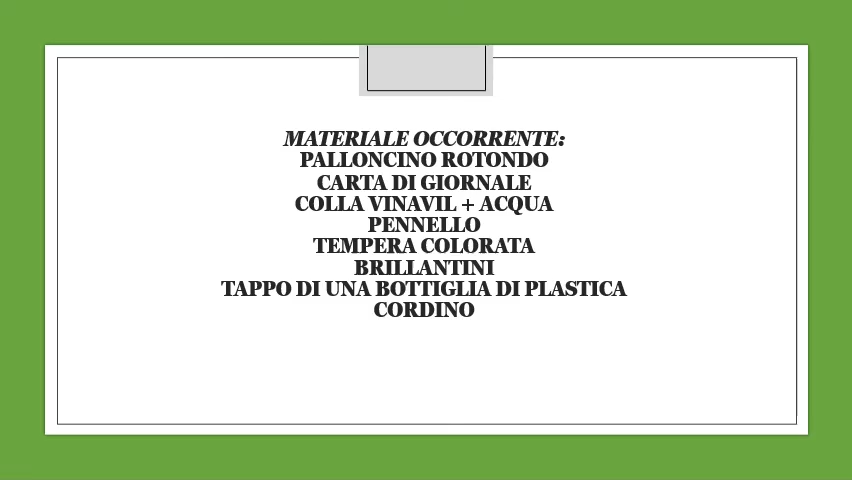 MATERIALE OCCORRENTE:
PALLONCINO ROTONDO
CARTA DI GIORNALE
COLLA VINAVIL + ACQUA
PENNELLO
TEMPERA COLORATA
BRILLANTINI
TAPPO DI UNA BOTTIGLIA DI PLASTICA
CORDINO